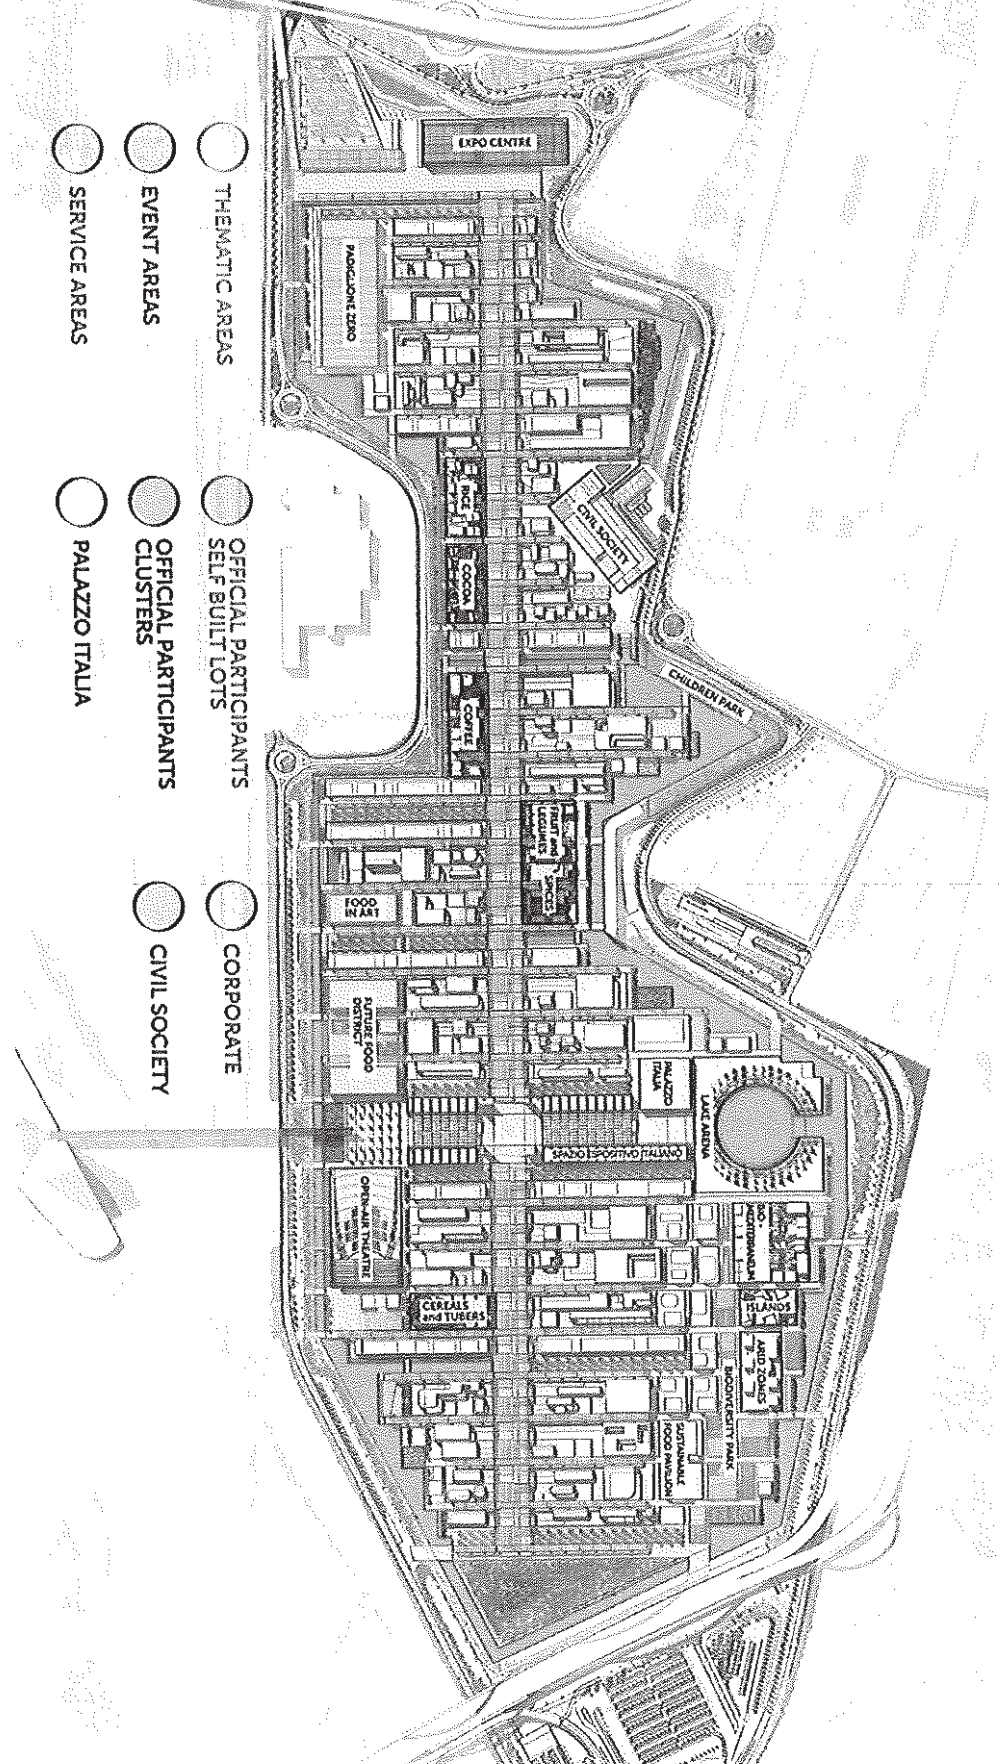 EXPO CENTRE
PADIGLIONE ZERO
RICE
COCOA
CIVIL SOCIETY
COFFEE
CHILDREN PARK
FRUIT and
LEGUMES
SPICES
FOOD
IN ART
FUTURE FOOD
DISTRICT
PALAZZO
ITALIA
LAKE ARENA
SPAZIO ESPOSITIVO ITALIANO
OPEN-AIR THEATRE
BIO-
MEDITERRANEUM
CEREALS
and TUBERS
ISLANDS
ARID ZONES
BIODIVERSITY PARK
SUSTAINABLE
FOOD PAVILION
THEMATIC AREAS
EVENT AREAS
SERVICE AREAS
OFFICIAL PARTICIPANTS
SELF BUILT LOTS
OFFICIAL PARTICIPANTS
CLUSTERS
PALAZZO ITALIA
CORPORATE
CIVIL SOCIETY